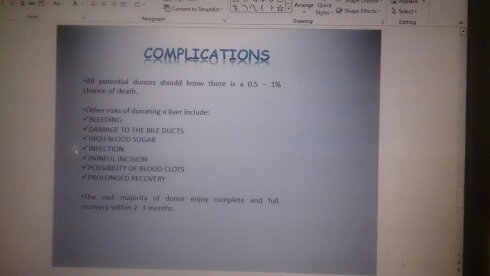 Convert to SmartArt
Arrange
Quick
Styles
Shape Effects
Replace
Select
Font
Paragraph
Drawing
Editing
COMPLICATIONS
•All potential donors should know there is a 0.5 – 1%
chance of death.
•Other risks of donating a liver include:
✓BLEEDING
✓DAMAGE TO THE BILE DUCTS
✓HIGH BLOOD SUGAR
✓INFECTION
✓PAINFUL INCISION
✓POSSIBILITY OF BLOOD CLOTS
✓PROLONGED RECOVERY
•The vast majority of donor enjoy complete and full
recovery within 2- 3 months.